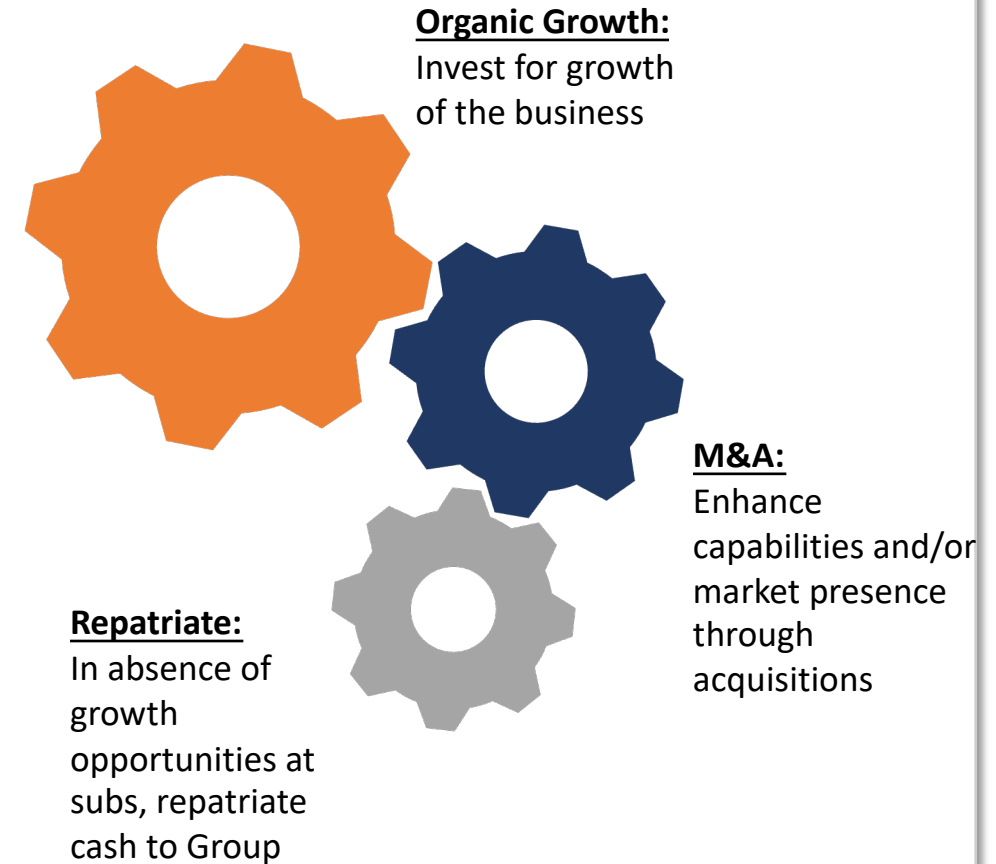 Organic Growth:
Invest for growth
of the business
M&A:
Enhance
capabilities and/or
market presence
through
acquisitions
Repatriate:
In absence of
growth
opportunities at
subs, repatriate
cash to Group